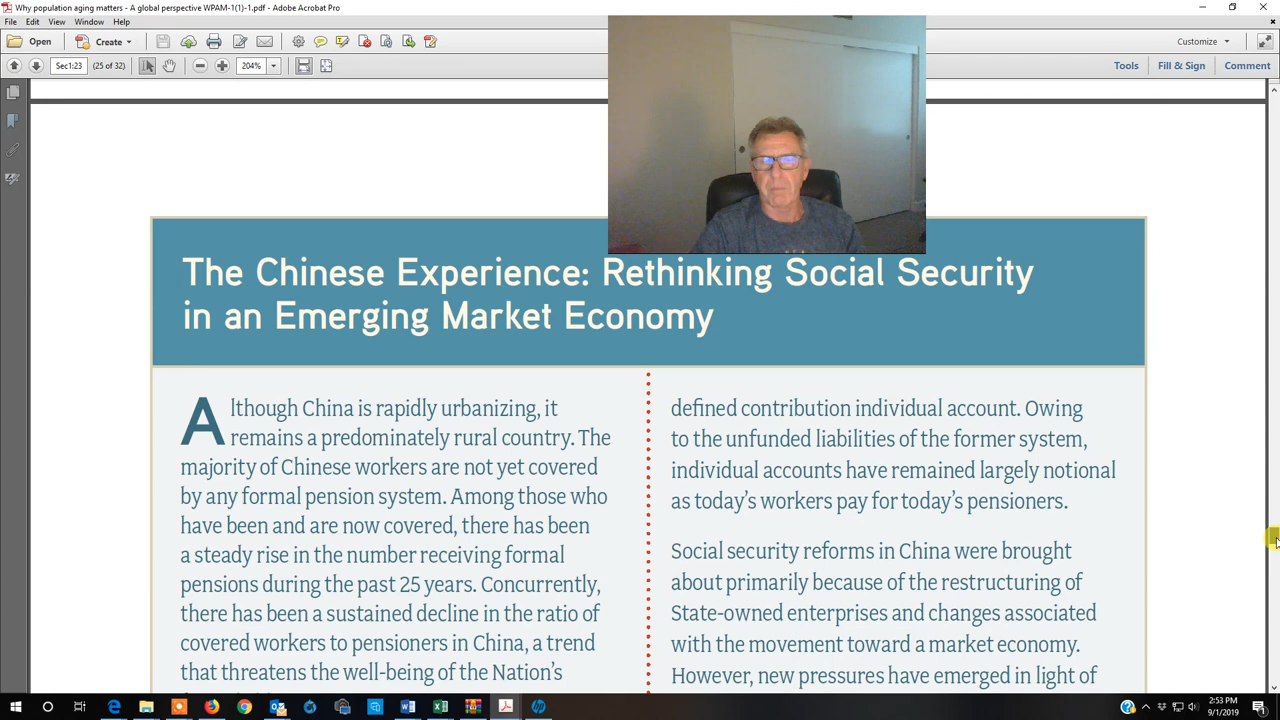 Why population aging matters - A global perspective WPAM-1(1)-1.pdf - Adobe Acrobat Pro
File Edit View Window Help
Open Create Customize
Sec1:23 (25 of 32) 204% Tools Fill & Sign Comment
The Chinese Experience: Rethinking Social Security
in an Emerging Market Economy
Although China is rapidly urbanizing, it
remains a predominately rural country. The
majority of Chinese workers are not yet covered
by any formal pension system. Among those who
have been and are now covered, there has been
a steady rise in the number receiving formal
pensions during the past 25 years. Concurrently,
there has been a sustained decline in the ratio of
covered workers to pensioners in China, a trend
that threatens the well-being of the Nation’s
defined contribution individual account. Owing
to the unfunded liabilities of the former system,
individual accounts have remained largely notional
as today’s workers pay for today’s pensioners.
Social security reforms in China were brought
about primarily because of the restructuring of
State-owned enterprises and changes associated
with the movement toward a market economy.
However, new pressures have emerged in light of
2:53 PM
9/1/2019